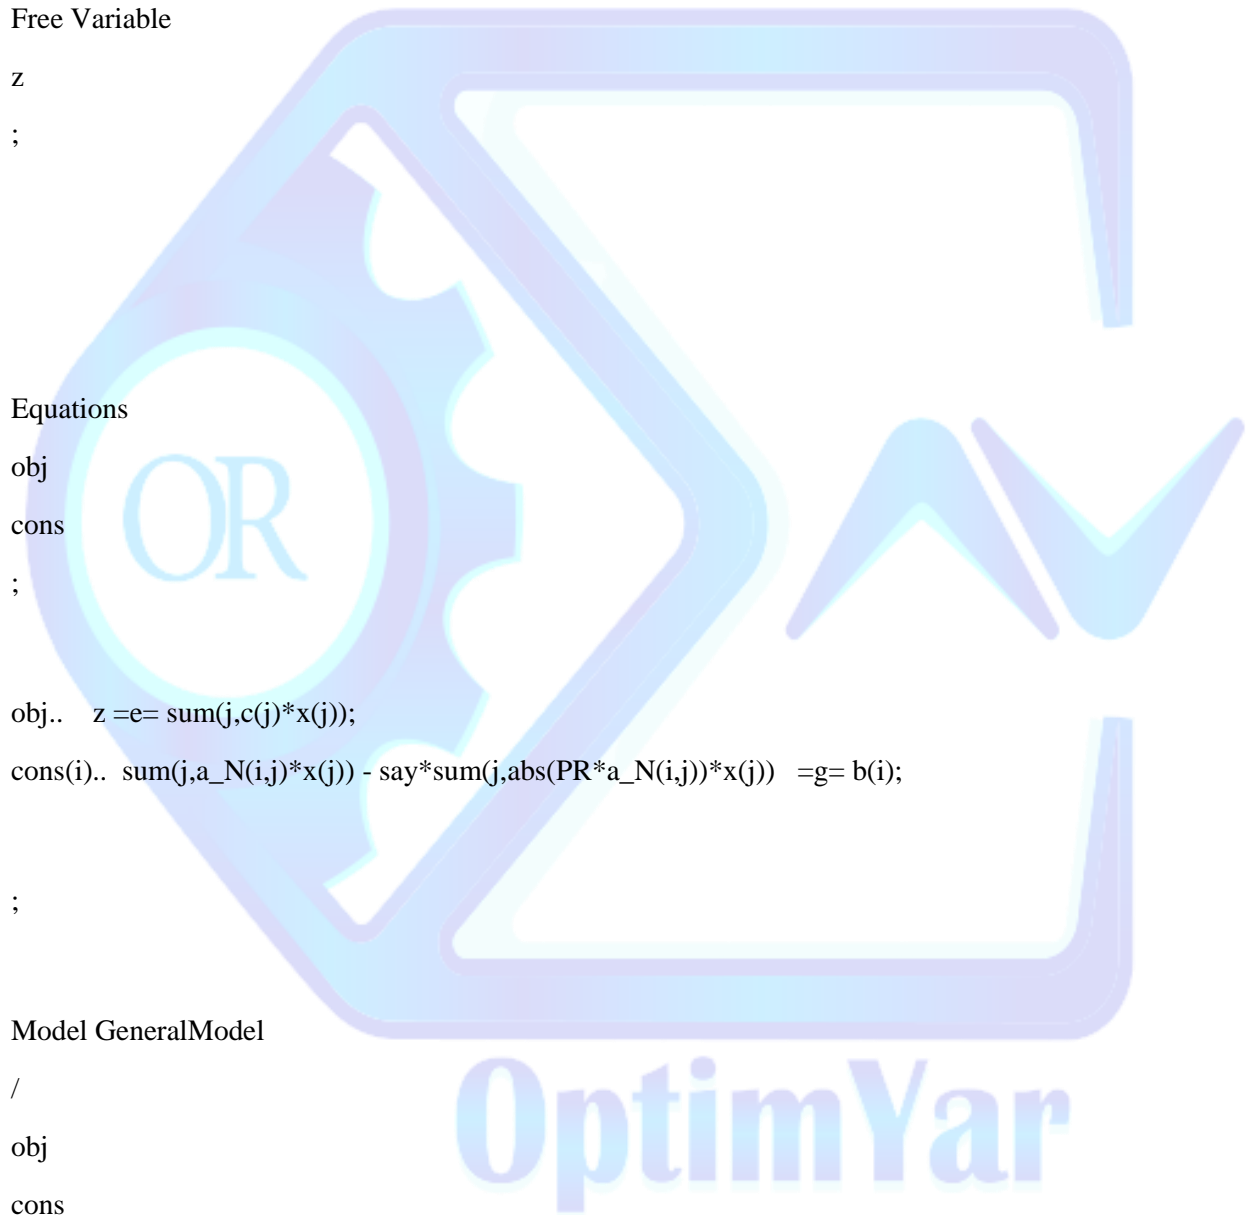 Free Variable
z
;
Equations
obj
cons
;
OR
obj.. z =e= sum(j,c(j)*x(j));
cons(i).. sum(j,a_N(i,j)*x(j)) - say*sum(j,abs(PR*a_N(i,j))*x(j)) =g= b(i);
;
Model GeneralModel
/
obj
cons
OptimYar